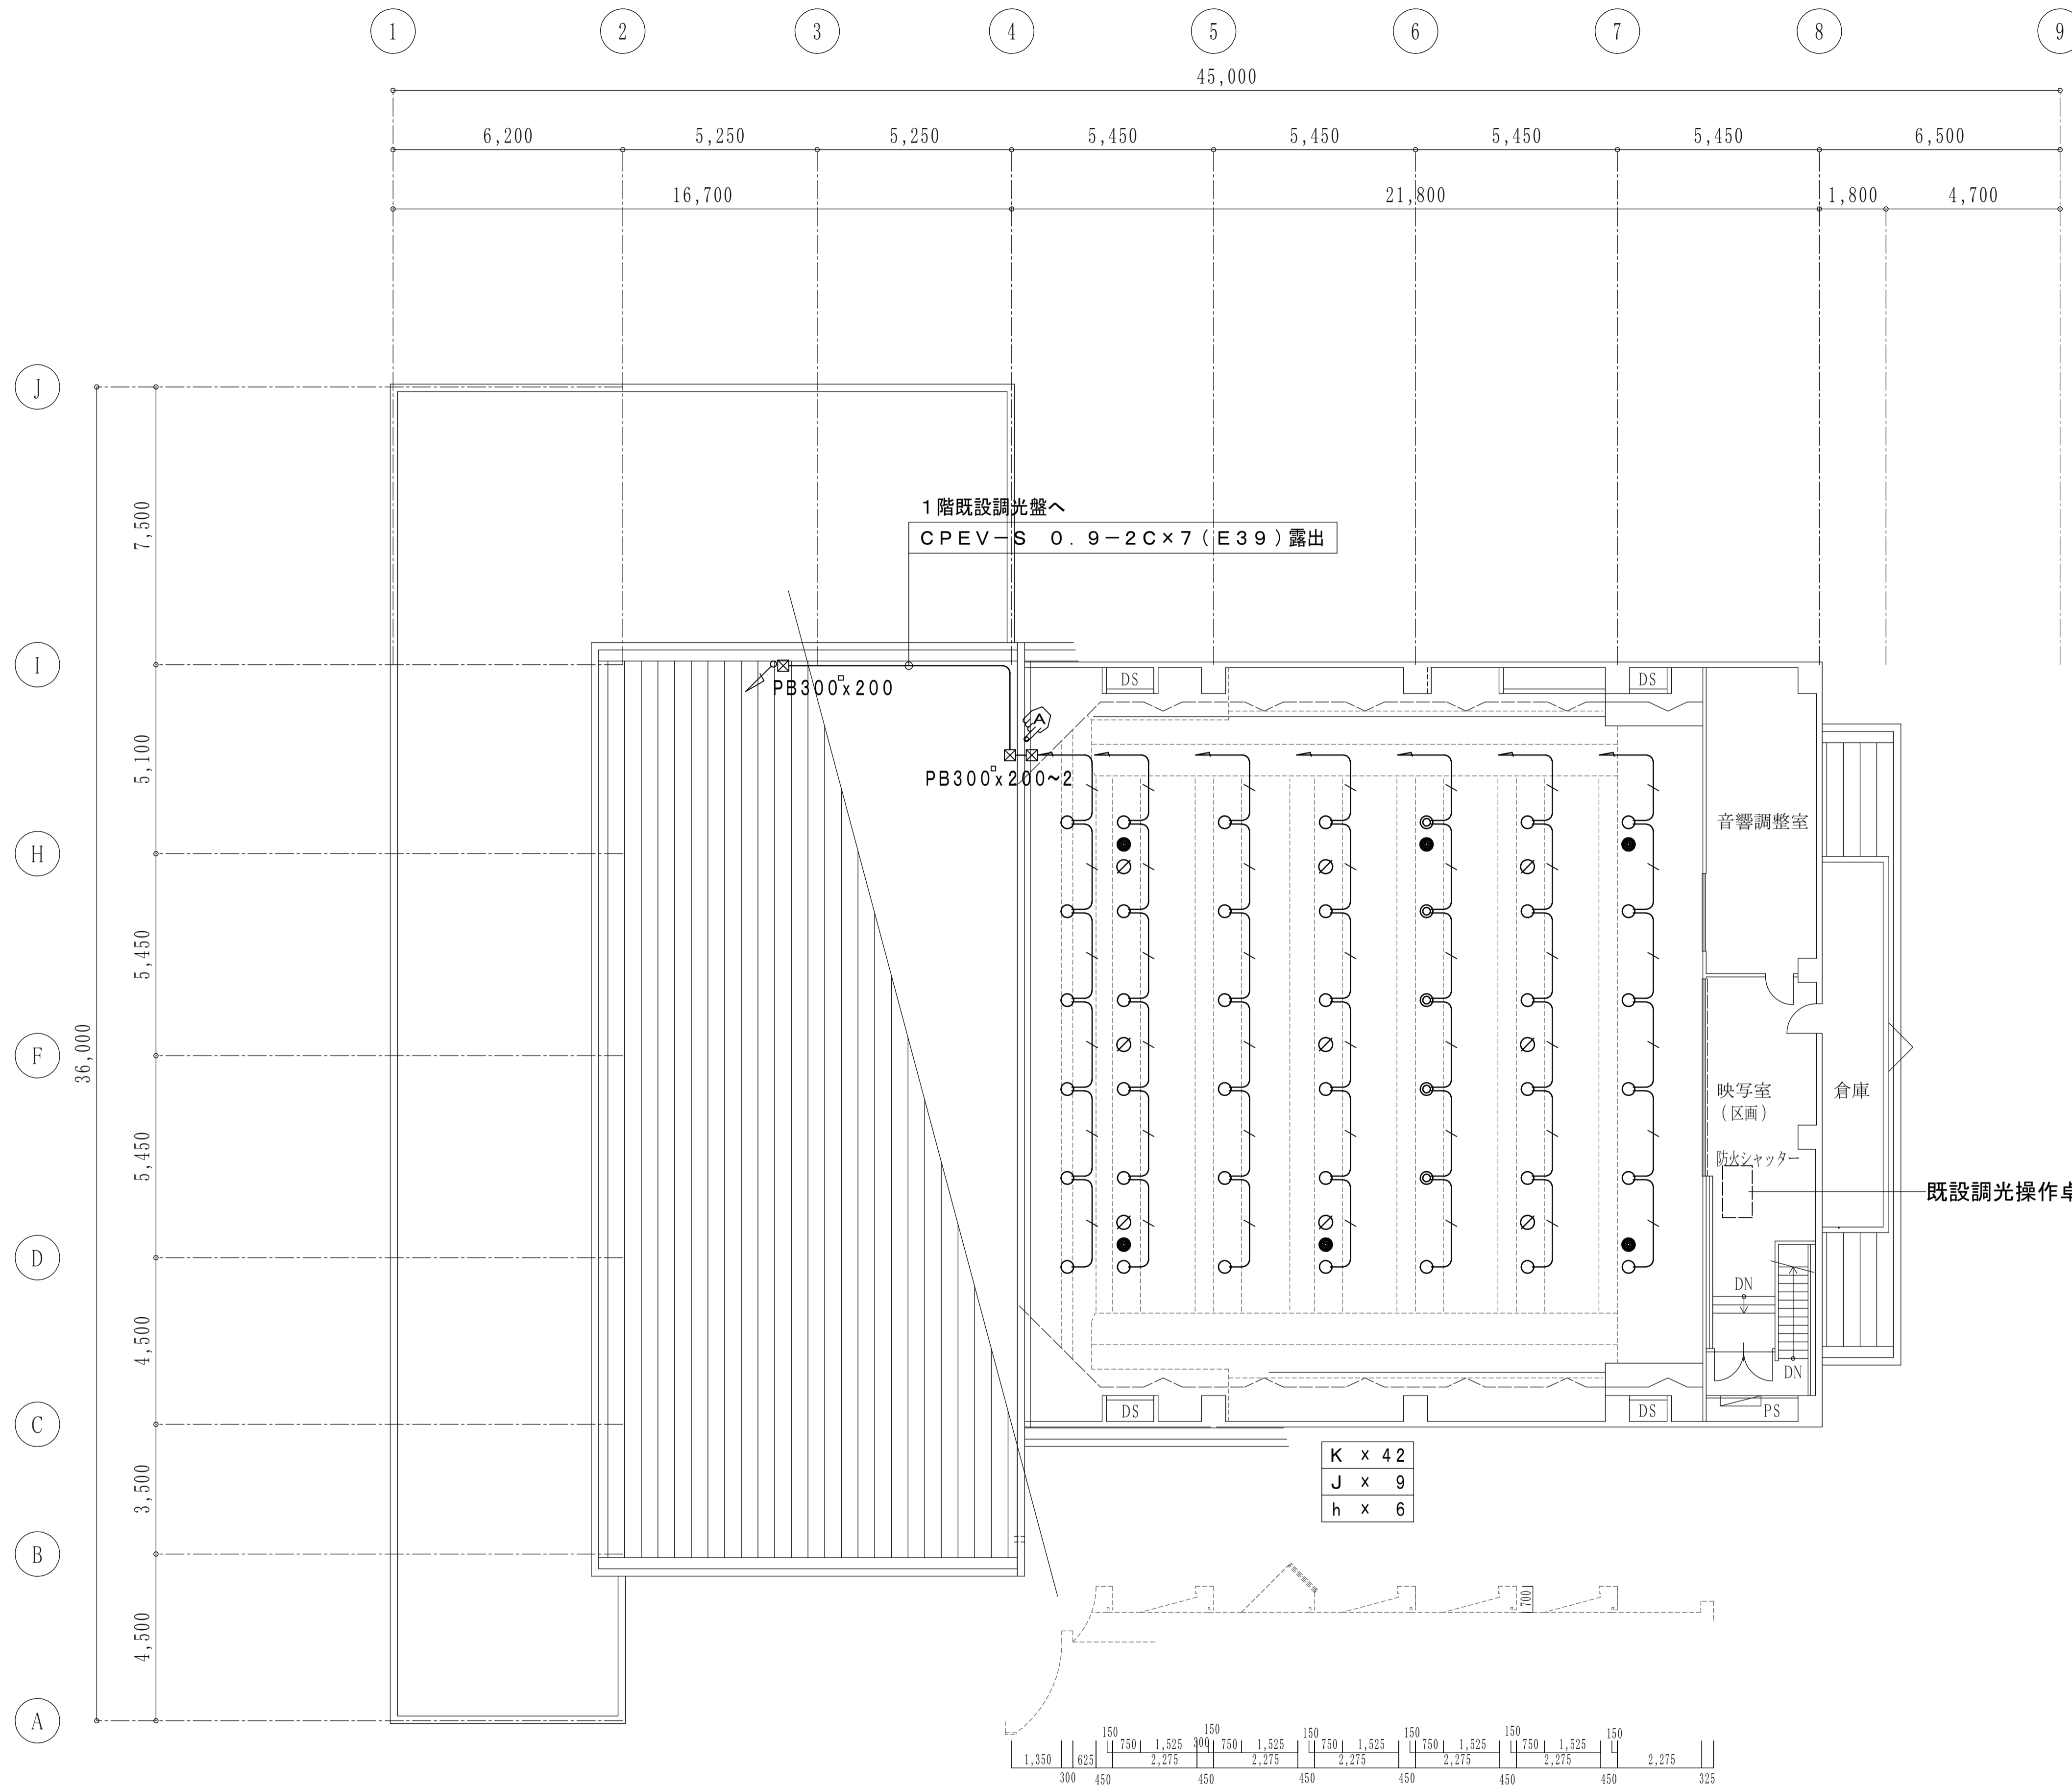 1 2 3 4 5 6 7 8 9
45,000
6,200 5,250 5,250 5,450 5,450 5,450 5,450 6,500
16,700 21,800 1,800 4,700
J
7,500
1階既設調光盤へ
CPEV-S 0.9-2C×7(E39)露出
I
DS DS
PB300□x200
A
5,100
PB300□x200~2
音響調整室
H
5,450
36,000
F
映写室
(区画)
倉庫
5,450
防火シャッター
既設調光操作卓
D
DN
4,500
DN
DS DS PS
C
K × 42
J × 9
h × 6
3,500
B
700
4,500
A
150 150 150 150 150 150
750 1,525 300 750 1,525 750 1,525 750 1,525 750 1,525
1,350 625 2,275 2,275 2,275 2,275 2,275 2,275
300 450 450 450 450 450 450 325